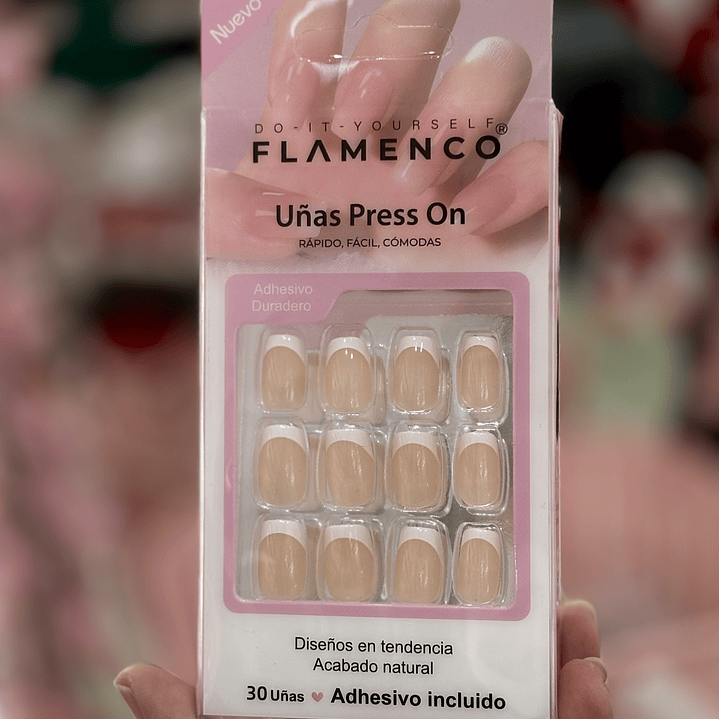 Nuevo
DO-IT-YOURSELF
FLAMENCO®
Uñas Press On
RÁPIDO, FÁCIL, CÓMODAS
Adhesivo
Duradero
Diseños en tendencia
Acabado natural
30 Uñas ♥ Adhesivo incluido